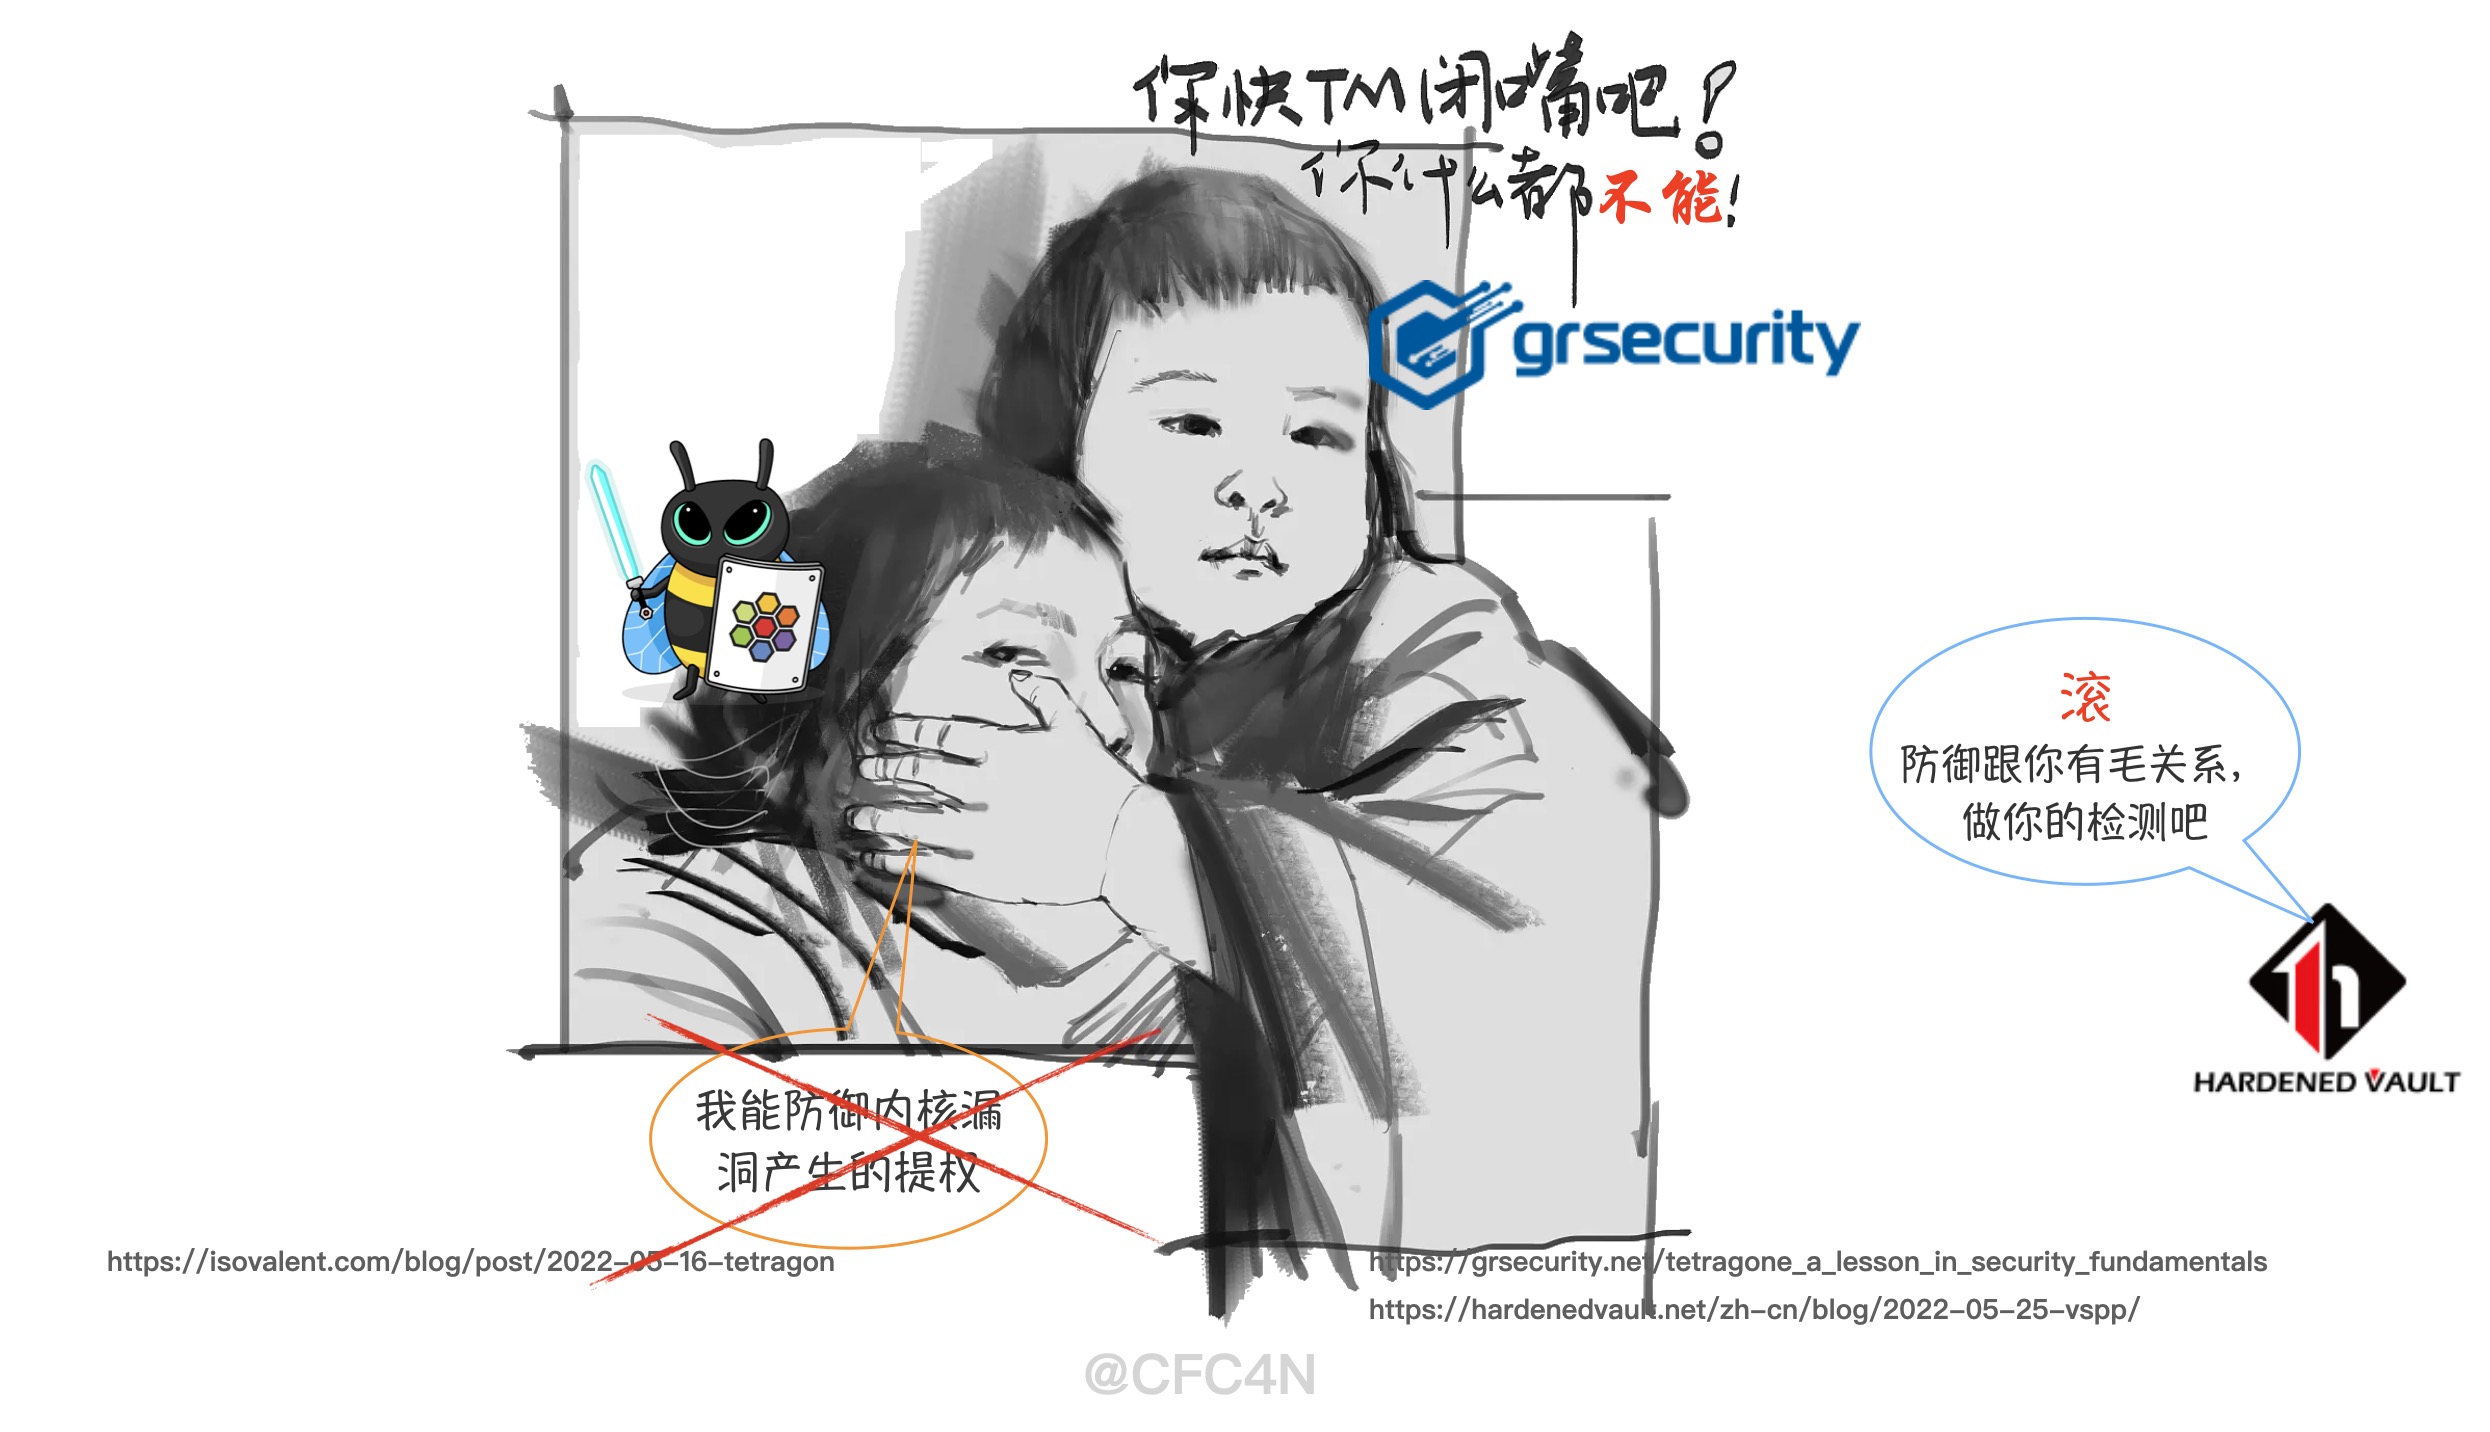 你快TM闭嘴吧!
你什么都不能!
grsecurity
滚
防御跟你有毛关系,
做你的检测吧
HARDENED VAULT
我能防御内核漏
洞产生的提权
https://isovalent.com/blog/post/2022-05-16-tetragon
https://grsecurity.net/tetragone_a_lesson_in_security_fundamentals
https://hardenedvault.net/zh-cn/blog/2022-05-25-vspp/
@CFC4N